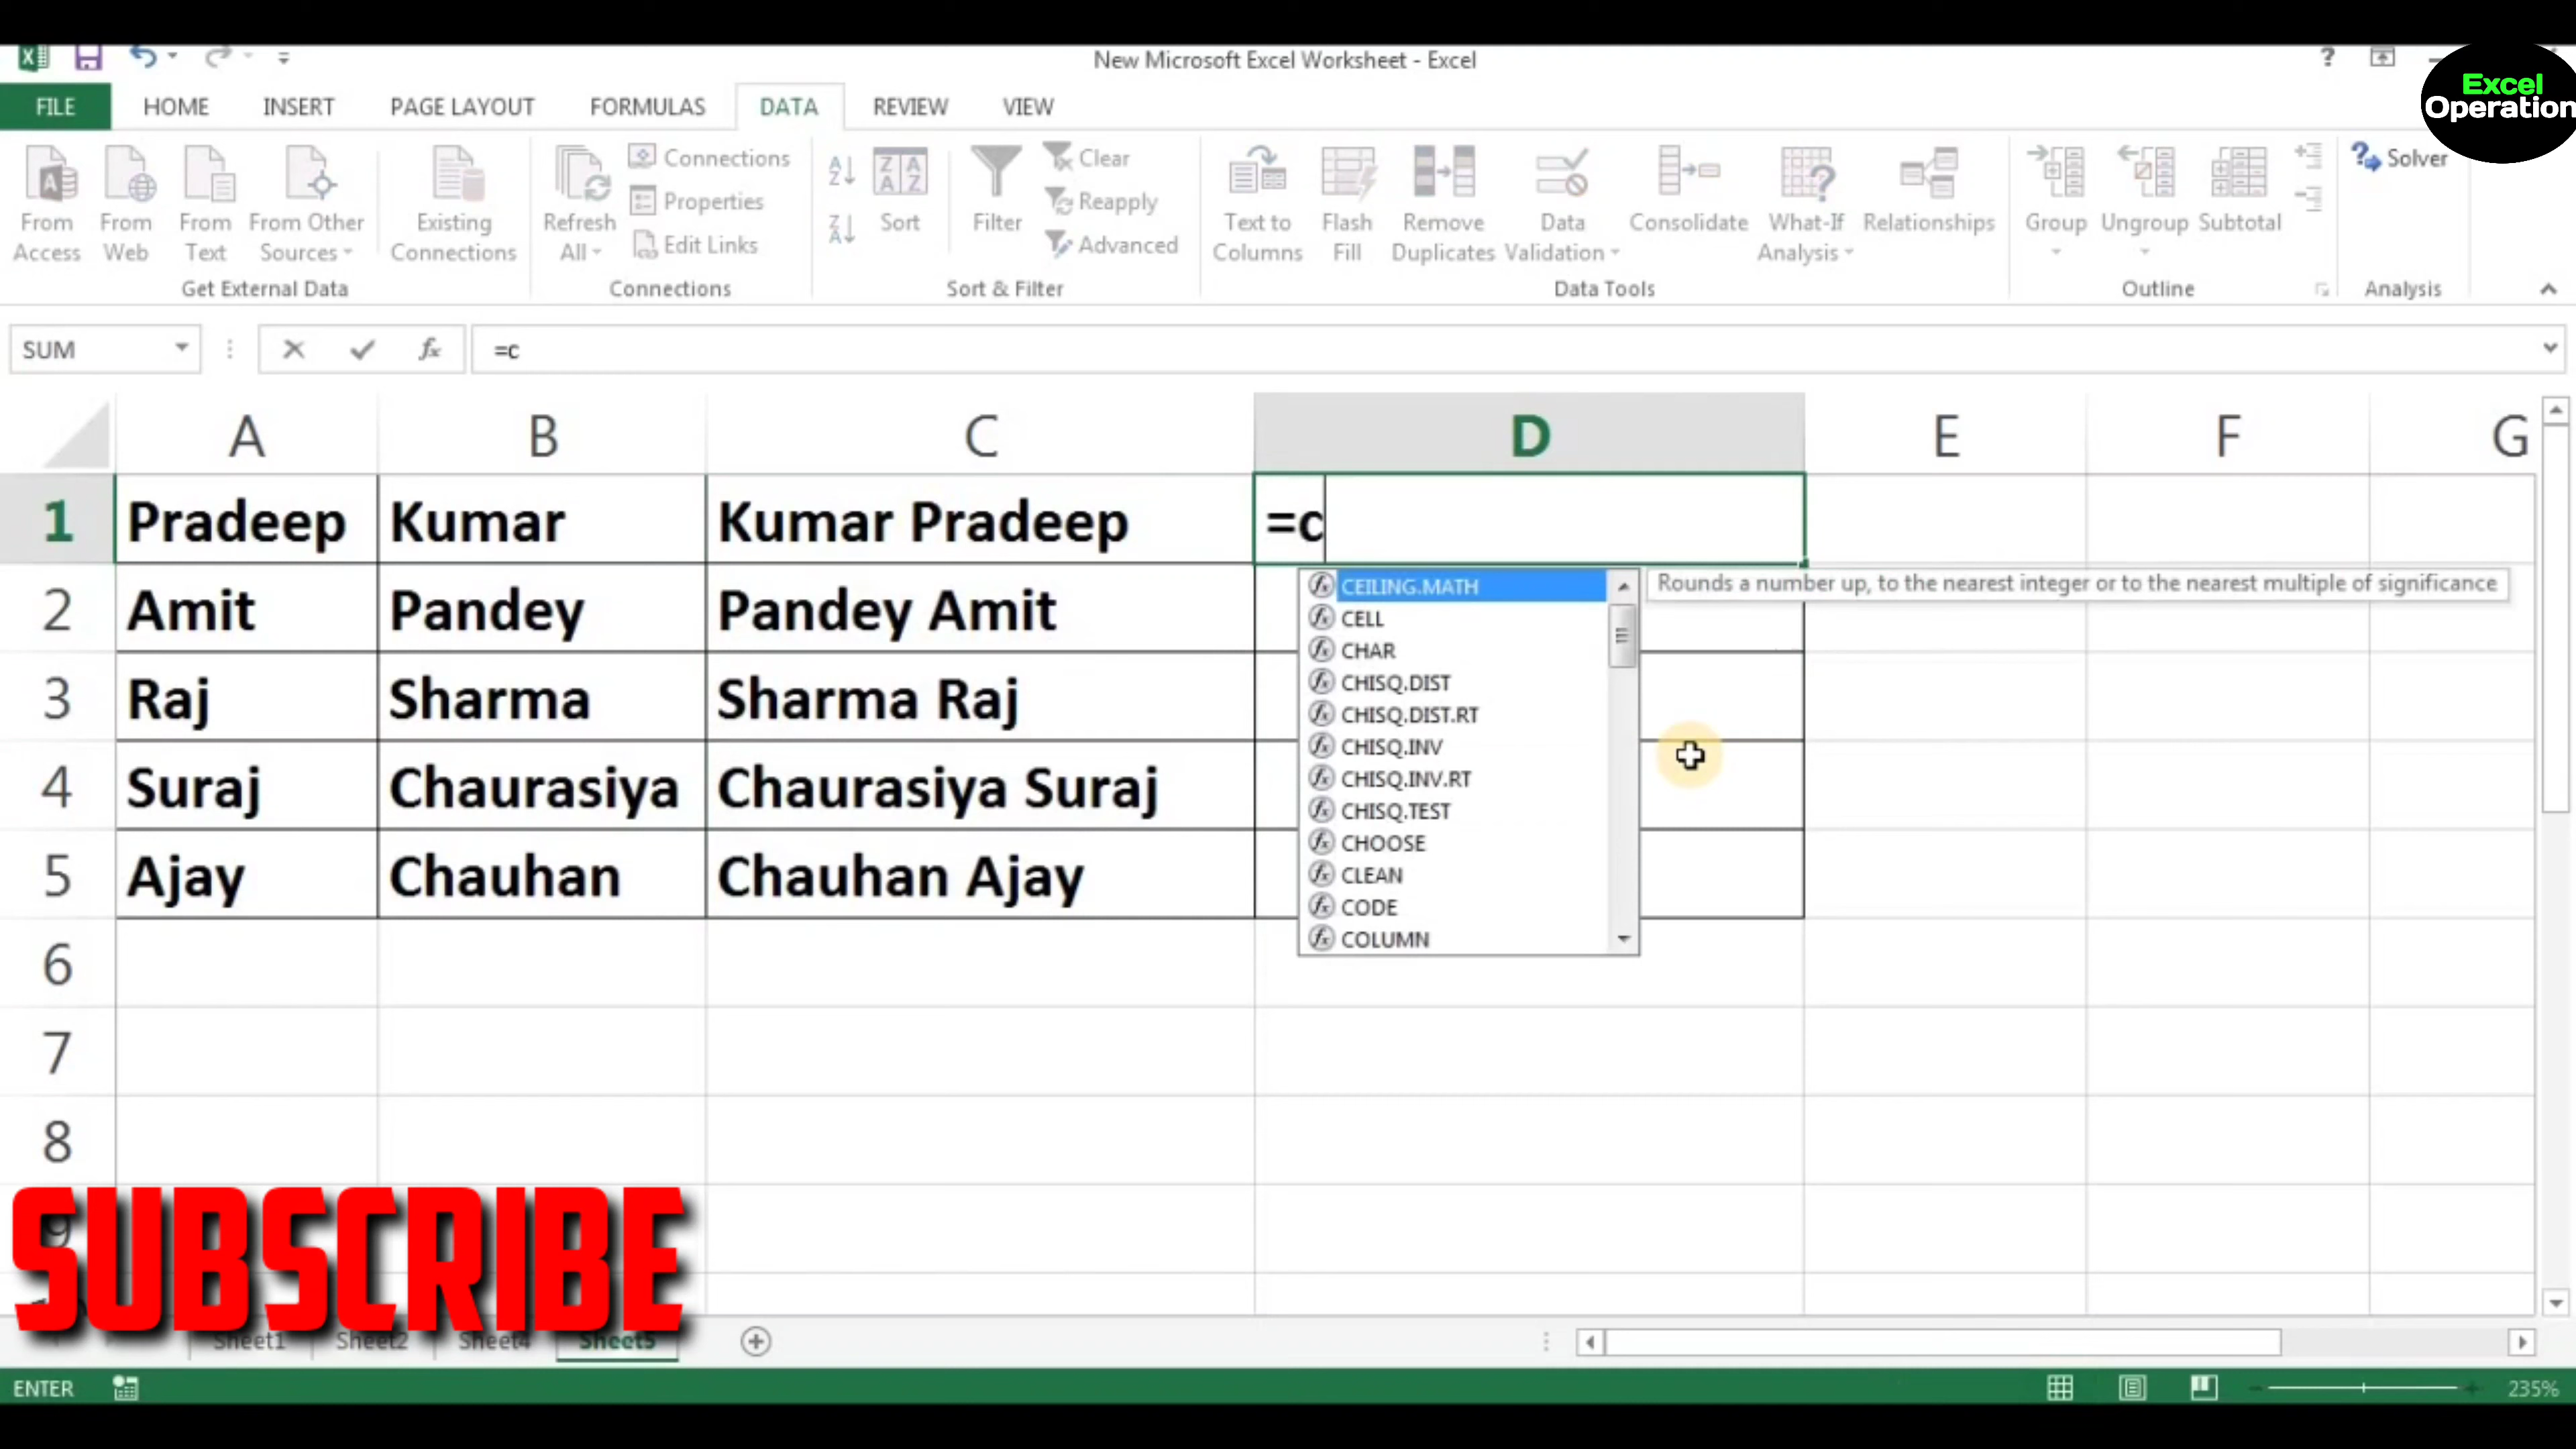 New Microsoft Excel Worksheet - Excel
Excel
Operation
FILE HOME INSERT PAGE LAYOUT FORMULAS DATA REVIEW VIEW
From Access
From Web
From Text
From Other Sources
Existing Connections
Get External Data
Refresh All
Connections
Properties
Edit Links
Connections
Sort
Filter
Clear
Reapply
Advanced
Sort & Filter
Text to Columns
Flash Fill
Remove Duplicates
Data Validation
Consolidate
What-If Analysis
Relationships
Data Tools
Group
Ungroup
Subtotal
Outline
Solver
Analysis
SUM fx =c
A B C D E F G
1 Pradeep Kumar Kumar Pradeep =c
2 Amit Pandey Pandey Amit
3 Raj Sharma Sharma Raj
4 Suraj Chaurasiya Chaurasiya Suraj
5 Ajay Chauhan Chauhan Ajay
6
7
8
9
CEILING.MATH Rounds a number up, to the nearest integer or to the nearest multiple of significance
CELL
CHAR
CHISQ.DIST
CHISQ.DIST.RT
CHISQ.INV
CHISQ.INV.RT
CHISQ.TEST
CHOOSE
CLEAN
CODE
COLUMN
SUBSCRIBE
Sheet1 Sheet2 Sheet4 Sheet5
ENTER 235%